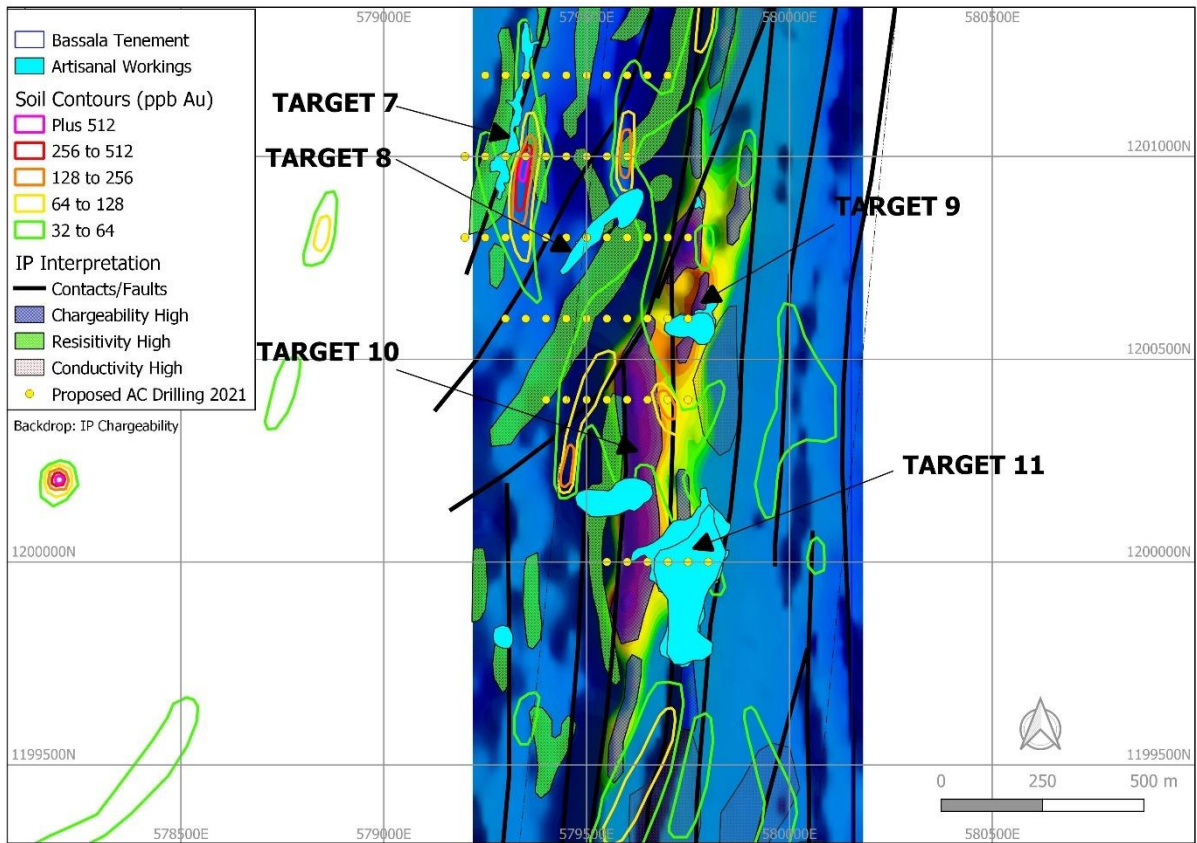 579000E
579500E
580000E
580500E
Bassala Tenement
Artisanal Workings
Soil Contours (ppb Au)
Plus 512
256 to 512
128 to 256
64 to 128
32 to 64
IP Interpretation
Contacts/Faults
Chargeability High
Resisitivity High
Conductivity High
Proposed AC Drilling 2021
Backdrop: IP Chargeability
TARGET 7
TARGET 8
1201000N
TARGET 9
TARGET 10
1200500N
TARGET 11
1200000N
1200000N
1199500N
1199500N
0 250 500 m
578500E
579000E
579500E
580000E
580500E